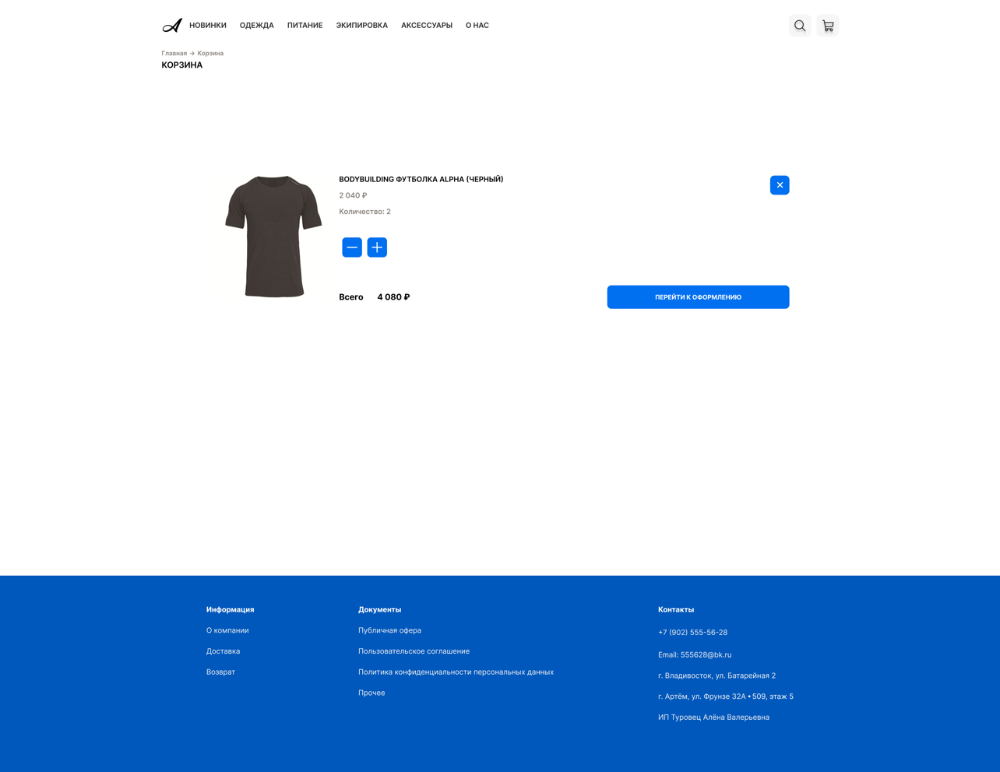 НОВИНКИ ОДЕЖДА ПИТАНИЕ ЭКИПИРОВКА АКСЕССУАРЫ О НАС
Главная → Корзина
КОРЗИНА
BODYBUILDING ФУТБОЛКА ALPHA (ЧЕРНЫЙ)
2 040 ₽
Количество: 2
Всего 4 080 ₽
ПЕРЕЙТИ К ОФОРМЛЕНИЮ
Информация
О компании
Доставка
Возврат
Документы
Публичная офера
Пользовательское соглашение
Политика конфиденциальности персональных данных
Прочее
Контакты
+7 (902) 555-56-28
Email: 555628@bk.ru
г. Владивосток, ул. Батарейная 2
г. Артём, ул. Фрунзе 32А • 509, этаж 5
ИП Туровец Алёна Валерьевна